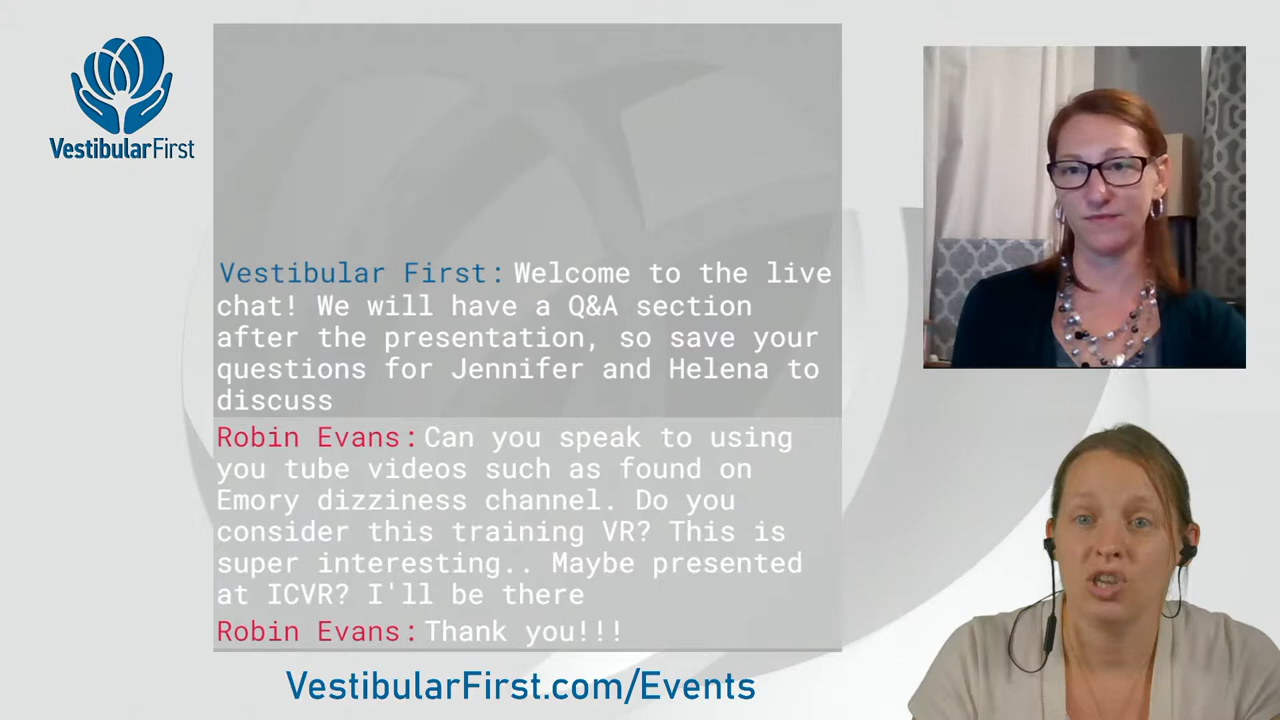 VestibularFirst
Vestibular First: Welcome to the live
chat! We will have a Q&A section
after the presentation, so save your
questions for Jennifer and Helena to
discuss
Robin Evans: Can you speak to using
you tube videos such as found on
Emory dizziness channel. Do you
consider this training VR? This is
super interesting.. Maybe presented
at ICVR? I'll be there
Robin Evans: Thank you!!!
VestibularFirst.com/Events